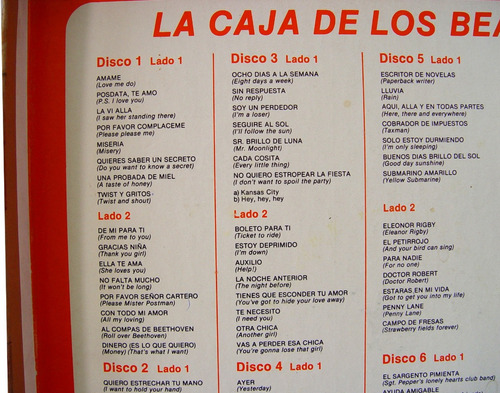 LA CAJA DE LOS
Disco 1 Lado 1
AMAME
(Love me do)
POSDATA, TE AMO
(P.S. I love you)
LA VI ALLA
(I saw her standing there)
POR FAVOR COMPLACEME
(Please please me)
MISERIA
(Misery)
QUIERES SABER UN SECRETO
(Do you want to know a secret)
UNA PROBADA DE MIEL
(A taste of honey)
TWIST Y GRITOS
(Twist and shout)
Lado 2
DE MI PARA TI
(From me to you)
GRACIAS NIÑA
(Thank you girl)
ELLA TE AMA
(She loves you)
NO FALTA MUCHO
(It won't be long)
POR FAVOR SEÑOR CARTERO
(Please Mister Postman)
CON TODO MI AMOR
(All my loving)
AL COMPAS DE BEETHOVEN
(Roll over Beethoven)
DINERO (ES LO QUE QUIERO)
(Money) (That's what I want)
Disco 2 Lado 1
QUIERO ESTRECHAR TU MANO
(I want to hold your hand)
Disco 3 Lado 1
OCHO DIAS A LA SEMANA
(Eight days a week)
SIN RESPUESTA
(No reply)
SOY UN PERDEDOR
(I'm a loser)
SEGUIRE AL SOL
(I'll follow the sun)
SR. BRILLO DE LUNA
(Mr. Moonlight)
CADA COSITA
(Every little thing)
NO QUIERO ESTROPEAR LA FIESTA
(I don't want to spoil the party)
a) Kansas City
b) Hey, hey, hey
Lado 2
BOLETO PARA TI
(Ticket to ride)
ESTOY DEPRIMIDO
(I'm down)
AUXILIO
(Help!)
LA NOCHE ANTERIOR
(The night before)
TIENES QUE ESCONDER TU AMOR
(You've got to hide your love away)
TE NECESITO
(I need you)
OTRA CHICA
(Another girl)
VAS A PERDER ESA CHICA
(You're gonna lose that girl)
Disco 4 Lado 1
AYER
(Yesterday)
Disco 5 Lado 1
ESCRITOR DE NOVELAS
(Paperback writer)
LLUVIA
(Rain)
AQUI, ALLA Y EN TODAS PARTES
(Here, there and everywhere)
COBRADOR DE IMPUESTOS
(Taxman)
SOLO ESTOY DURMIENDO
(I'm only sleeping)
BUENOS DIAS BRILLO DEL SOL
(Good day sunshine)
SUBMARINO AMARILLO
(Yellow Submarine)
Lado 2
ELEONOR RIGBY
(Eleanor Rigby)
EL PETIRROJO
(And your bird can sing)
PARA NADIE
(For no one)
DOCTOR ROBERT
(Doctor Robert)
ESTARAS EN MI VIDA
(Got to get you into my life)
PENNY LANE
(Penny Lane)
CAMPO DE FRESAS
(Strawberry fields forever)
Disco 6 Lado 1
EL SARGENTO PIMIENTA
(Sgt. Pepper's lonely hearts club band)
AYUDA AMIGABLE